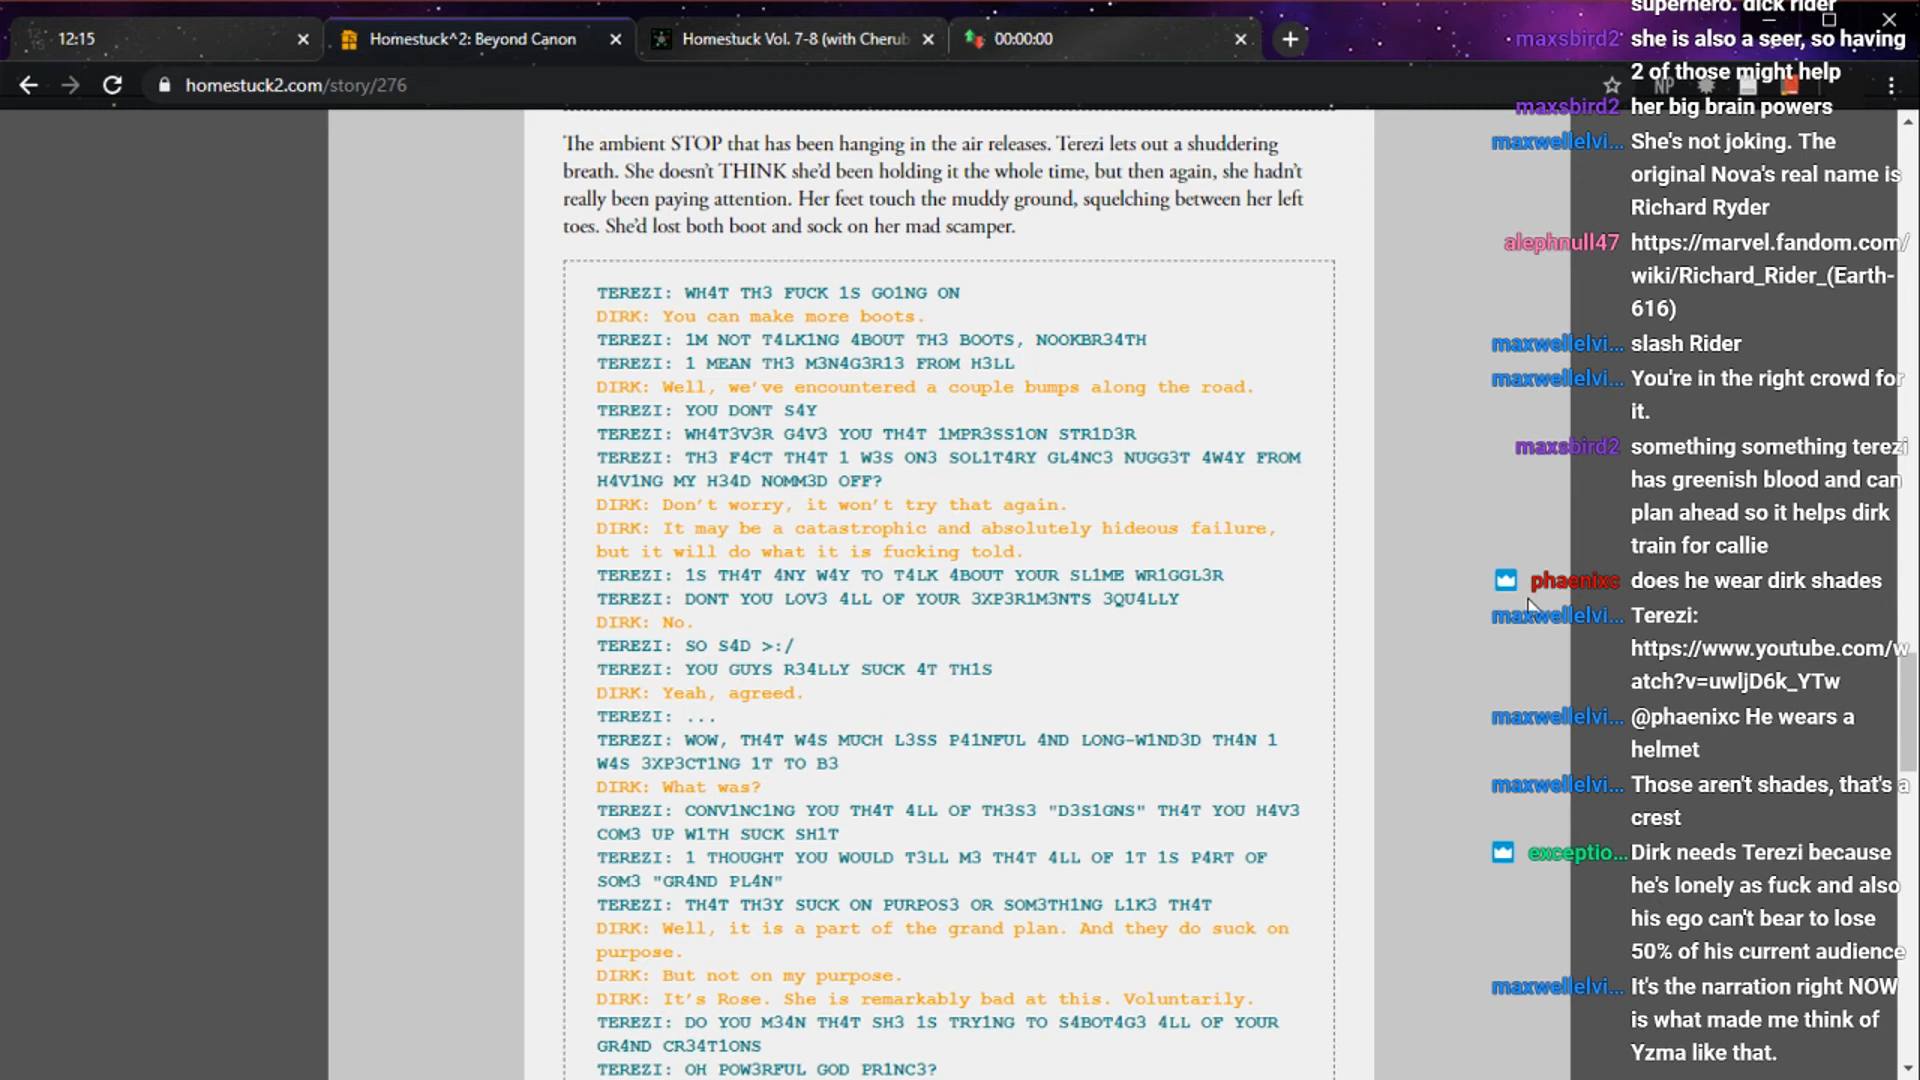 12:15
Homestuck^2: Beyond Canon
Homestuck Vol. 7-8 (with Cherub
00:00:00
homestuck2.com/story/276
NP
The ambient STOP that has been hanging in the air releases. Terezi lets out a shuddering
breath. She doesn't THINK she'd been holding it the whole time, but then again, she hadn't
really been paying attention. Her feet touch the muddy ground, squelching between her left
toes. She'd lost both boot and sock on her mad scamper.
TEREZI: WH4T TH3 FUCK 1S GO1NG ON
DIRK: You can make more boots.
TEREZI: 1M NOT T4LK1NG 4BOUT TH3 BOOTS, NOOKBR34TH
TEREZI: 1 MEAN TH3 M3N4G3R13 FROM H3LL
DIRK: Well, we've encountered a couple bumps along the road.
TEREZI: YOU DONT S4Y
TEREZI: WH4T3V3R G4V3 YOU TH4T 1MPR3SS1ON STR1D3R
TEREZI: TH3 F4CT TH4T 1 W3S ON3 SOL1T4RY GL4NC3 NUGG3T 4W4Y FROM
H4V1NG MY H34D NOMM3D OFF?
DIRK: Don't worry, it won't try that again.
DIRK: It may be a catastrophic and absolutely hideous failure,
but it will do what it is fucking told.
TEREZI: 1S TH4T 4NY W4Y TO T4LK 4BOUT YOUR SL1ME WR1GGL3R
TEREZI: DONT YOU LOV3 4LL OF YOUR 3XP3R1M3NTS 3QU4LLY
DIRK: No.
TEREZI: SO S4D >:/
TEREZI: YOU GUYS R34LLY SUCK 4T TH1S
DIRK: Yeah, agreed.
TEREZI: ...
TEREZI: WOW, TH4T W4S MUCH L3SS P41NFUL 4ND LONG-W1ND3D TH4N 1
W4S 3XP3CT1NG 1T TO B3
DIRK: What was?
TEREZI: CONV1NC1NG YOU TH4T 4LL OF TH3S3 "D3S1GNS" TH4T YOU H4V3
COM3 UP W1TH SUCK SH1T
TEREZI: 1 THOUGHT YOU WOULD T3LL M3 TH4T 4LL OF 1T 1S P4RT OF
SOM3 "GR4ND PL4N"
TEREZI: TH4T TH3Y SUCK ON PURPOS3 OR SOM3TH1NG L1K3 TH4T
DIRK: Well, it is a part of the grand plan. And they do suck on
purpose.
DIRK: But not on my purpose.
DIRK: It's Rose. She is remarkably bad at this. Voluntarily.
TEREZI: DO YOU M34N TH4T SH3 1S TRY1NG TO S4BOT4G3 4LL OF YOUR
GR4ND CR34T1ONS
TEREZI: OH POW3RFUL GOD PR1NC3?
superhero. dick rider
maxsbird2 she is also a seer, so having
2 of those might help
maxsbird2 her big brain powers
maxwellelvi... She's not joking. The
original Nova's real name is
Richard Ryder
alephnull47 https://marvel.fandom.com/
wiki/Richard_Rider_(Earth-
616)
maxwellelvi... slash Rider
maxwellelvi... You're in the right crowd for
it.
maxsbird2 something something terezi
has greenish blood and can
plan ahead so it helps dirk
train for callie
phaenixc does he wear dirk shades
maxwellelvi... Terezi:
https://www.youtube.com/w
atch?v=uwljD6k_YTw
maxwellelvi... @phaenixc He wears a
helmet
maxwellelvi... Those aren't shades, that's a
crest
exceptio... Dirk needs Terezi because
he's lonely as fuck and also
his ego can't bear to lose
50% of his current audience
maxwellelvi... It's the narration right NOW
is what made me think of
Yzma like that.